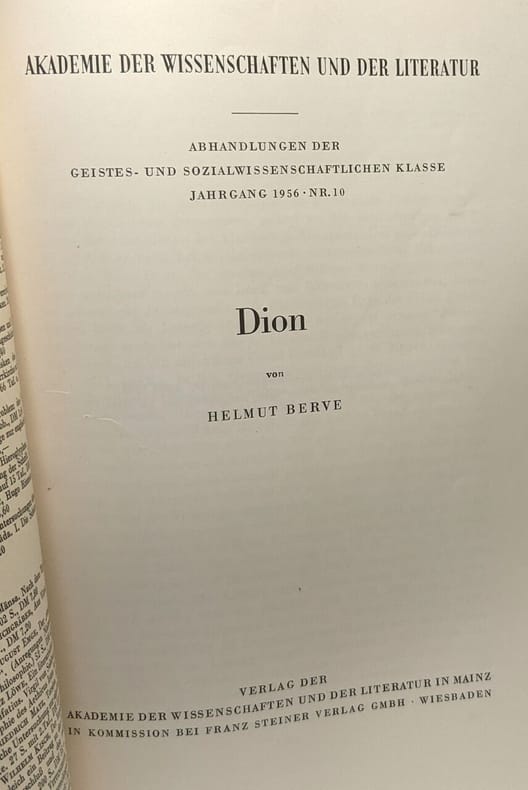 AKADEMIE DER WISSENSCHAFTEN UND DER LITERATUR
ABHANDLUNGEN DER
GEISTES- UND SOZIALWISSENSCHAFTLICHEN KLASSE
JAHRGANG 1956 · NR. 10
Dion
von
HELMUT BERVE
VERLAG DER
AKADEMIE DER WISSENSCHAFTEN UND DER LITERATUR IN MAINZ
IN KOMMISSION BEI FRANZ STEINER VERLAG GMBH · WIESBADEN